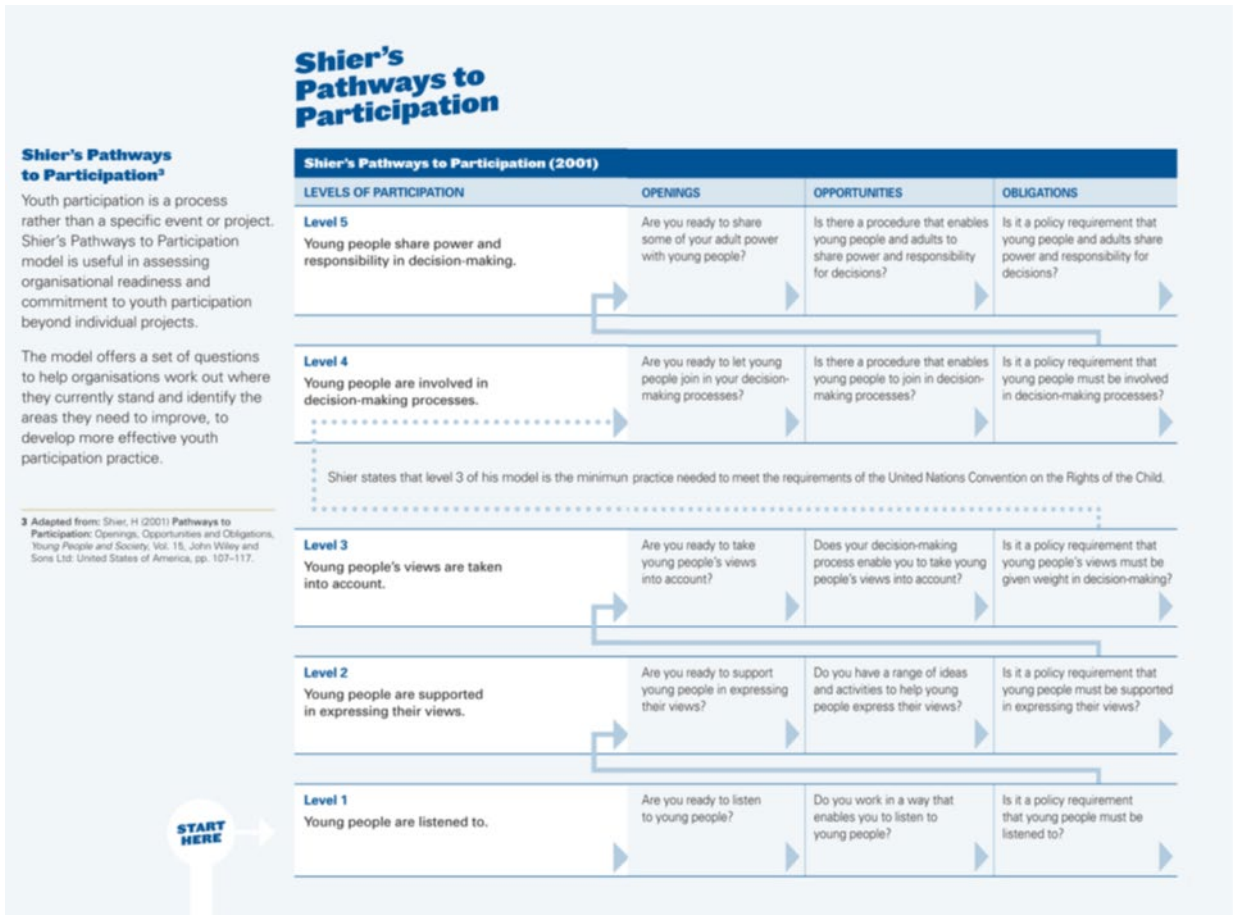 Shier's
Pathways to
Participation
Shier's Pathways
to Participation³
Youth participation is a process
rather than a specific event or project.
Shier's Pathways to Participation
model is useful in assessing
organisational readiness and
commitment to youth participation
beyond individual projects.
The model offers a set of questions
to help organisations work out where
they currently stand and identify the
areas they need to improve, to
develop more effective youth
participation practice.
3 Adapted from: Shier, H (2001) Pathways to
Participation: Openings, Opportunities and Obligations,
Young People and Society, Vol. 15, John Wiley and
Sons Ltd: United States of America, pp. 107–117.
START
HERE
Shier's Pathways to Participation (2001)
LEVELS OF PARTICIPATION OPENINGS OPPORTUNITIES OBLIGATIONS
Level 5
Young people share power and
responsibility in decision-making.
Are you ready to share
some of your adult power
with young people?
Is there a procedure that enables
young people and adults to
share power and responsibility
for decisions?
Is it a policy requirement that
young people and adults share
power and responsibility for
decisions?
Level 4
Young people are involved in
decision-making processes.
Are you ready to let young
people join in your decision-
making processes?
Is there a procedure that enables
young people to join in decision-
making processes?
Is it a policy requirement that
young people must be involved
in decision-making processes?
Shier states that level 3 of his model is the minimun practice needed to meet the requirements of the United Nations Convention on the Rights of the Child.
Level 3
Young people's views are taken
into account.
Are you ready to take
young people's views
into account?
Does your decision-making
process enable you to take young
people's views into account?
Is it a policy requirement that
young people's views must be
given weight in decision-making?
Level 2
Young people are supported
in expressing their views.
Are you ready to support
young people in expressing
their views?
Do you have a range of ideas
and activities to help young
people express their views?
Is it a policy requirement that
young people must be supported
in expressing their views?
Level 1
Young people are listened to.
Are you ready to listen
to young people?
Do you work in a way that
enables you to listen to
young people?
Is it a policy requirement
that young people must be
listened to?